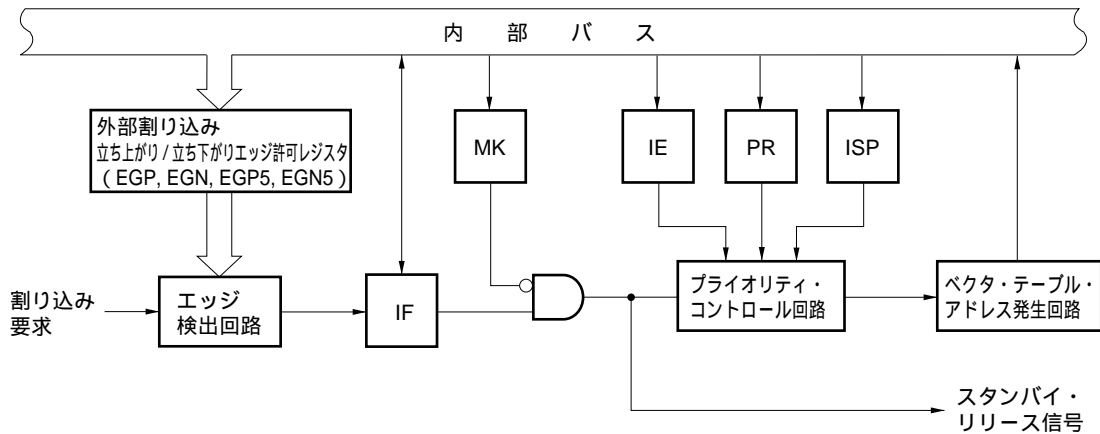 内 部 バ ス
外部割り込み
立ち上がり/立ち下がりエッジ許可レジスタ
(EGP, EGN, EGP5, EGN5)
MK
IE
PR
ISP
割り込み
要求
エッジ
検出回路
IF
プライオリティ・
コントロール回路
ベクタ・テーブル・
アドレス発生回路
スタンバイ・
リリース信号